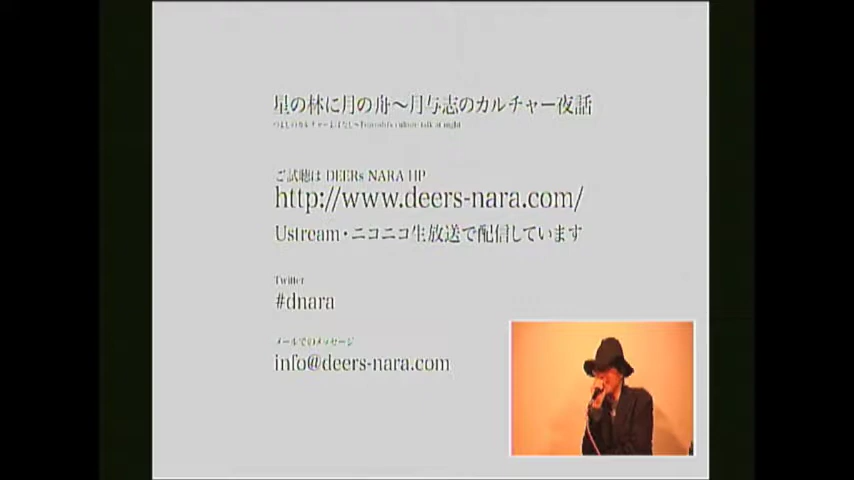 星の林に月の舟～月与志のカルチャー夜話
ご試聴は DEERs NARA HP
http://www.deers-nara.com/
Ustream・ニコニコ生放送で配信しています
Twitter
#dnara
メールでのメッセージ
info@deers-nara.com